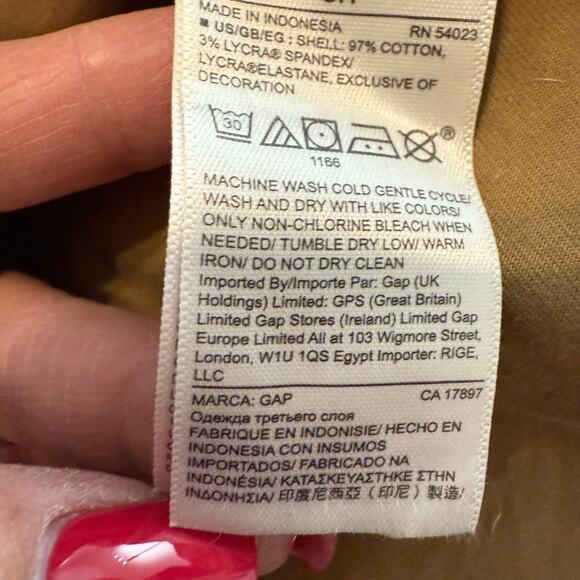 MADE IN INDONESIA RN 54023
US/GB/EG : SHELL: 97% COTTON,
3% LYCRA® SPANDEX/
LYCRA®ELASTANE, EXCLUSIVE OF
DECORATION
30
®
1166
MACHINE WASH COLD GENTLE CYCLE/
WASH AND DRY WITH LIKE COLORS/
ONLY NON-CHLORINE BLEACH WHEN
NEEDED/ TUMBLE DRY LOW/ WARM
IRON/ DO NOT DRY CLEAN
Imported By/Importe Par: Gap (UK
Holdings) Limited: GPS (Great Britain)
Limited Gap Stores (Ireland) Limited Gap
Europe Limited All at 103 Wigmore Street,
London, W1U 1QS Egypt Importer: RIGE,
LLC
MARCA: GAP CA 17897
Одежда третьего слоя
FABRIQUE EN INDONISIE/ HECHO EN
INDONESIA CON INSUMOS
IMPORTADOS/ FABRICADO NA
INDONÉSIA/ ΚΑΤΑΣΚΕΥΑΣΤΗΚΕ ΣΤΗΝ
ΙΝΔΟΝΗΣΙΑ/ 印度尼西亞 (印尼) 製造/